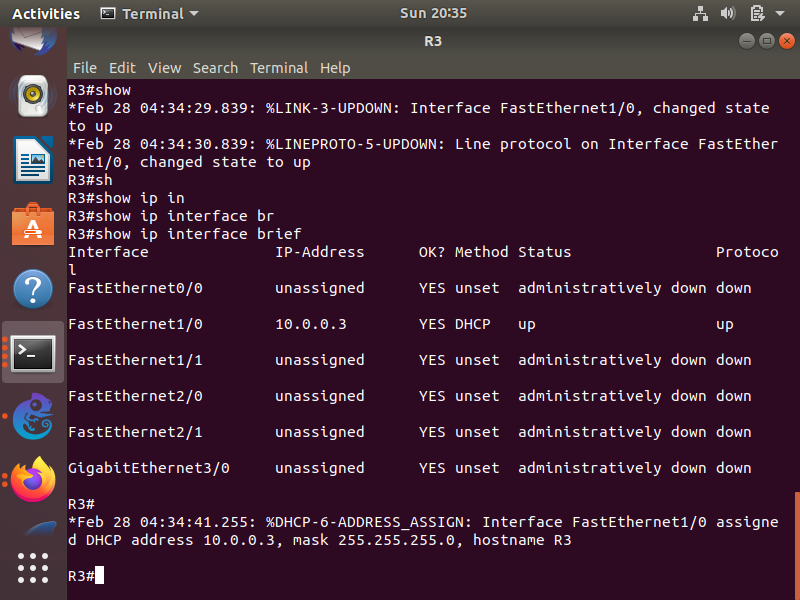 Activities Terminal Sun 20:35
R3
File Edit View Search Terminal Help
R3#show
*Feb 28 04:34:29.839: %LINK-3-UPDOWN: Interface FastEthernet1/0, changed state
to up
*Feb 28 04:34:30.839: %LINEPROTO-5-UPDOWN: Line protocol on Interface FastEther
net1/0, changed state to up
R3#sh
R3#show ip in
R3#show ip interface br
R3#show ip interface brief
Interface IP-Address OK? Method Status Protoco
l
FastEthernet0/0 unassigned YES unset administratively down down
FastEthernet1/0 10.0.0.3 YES DHCP up up
FastEthernet1/1 unassigned YES unset administratively down down
FastEthernet2/0 unassigned YES unset administratively down down
FastEthernet2/1 unassigned YES unset administratively down down
GigabitEthernet3/0 unassigned YES unset administratively down down
R3#
*Feb 28 04:34:41.255: %DHCP-6-ADDRESS_ASSIGN: Interface FastEthernet1/0 assigne
d DHCP address 10.0.0.3, mask 255.255.255.0, hostname R3
R3#